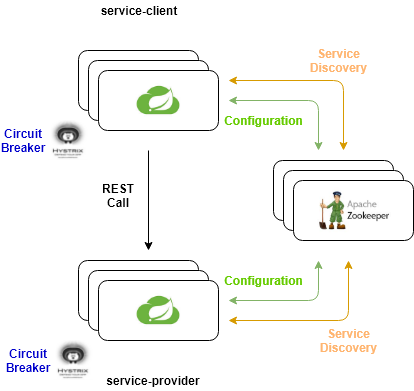 service-client
Service
Discovery
Configuration
Circuit
Breaker
HYSTRIX
REST
Call
Apache
Zookeeper
Configuration
Service
Discovery
Circuit
Breaker
HYSTRIX
service-provider